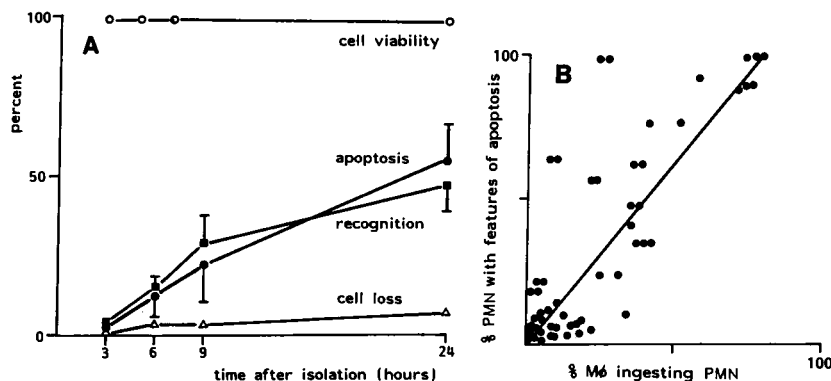 100
A
cell viability
percent
apoptosis
50
recognition
cell loss
0
3 6 9 24
time after isolation (hours)
100
B
% PMN with features of apoptosis
% Mø ingesting PMN
100